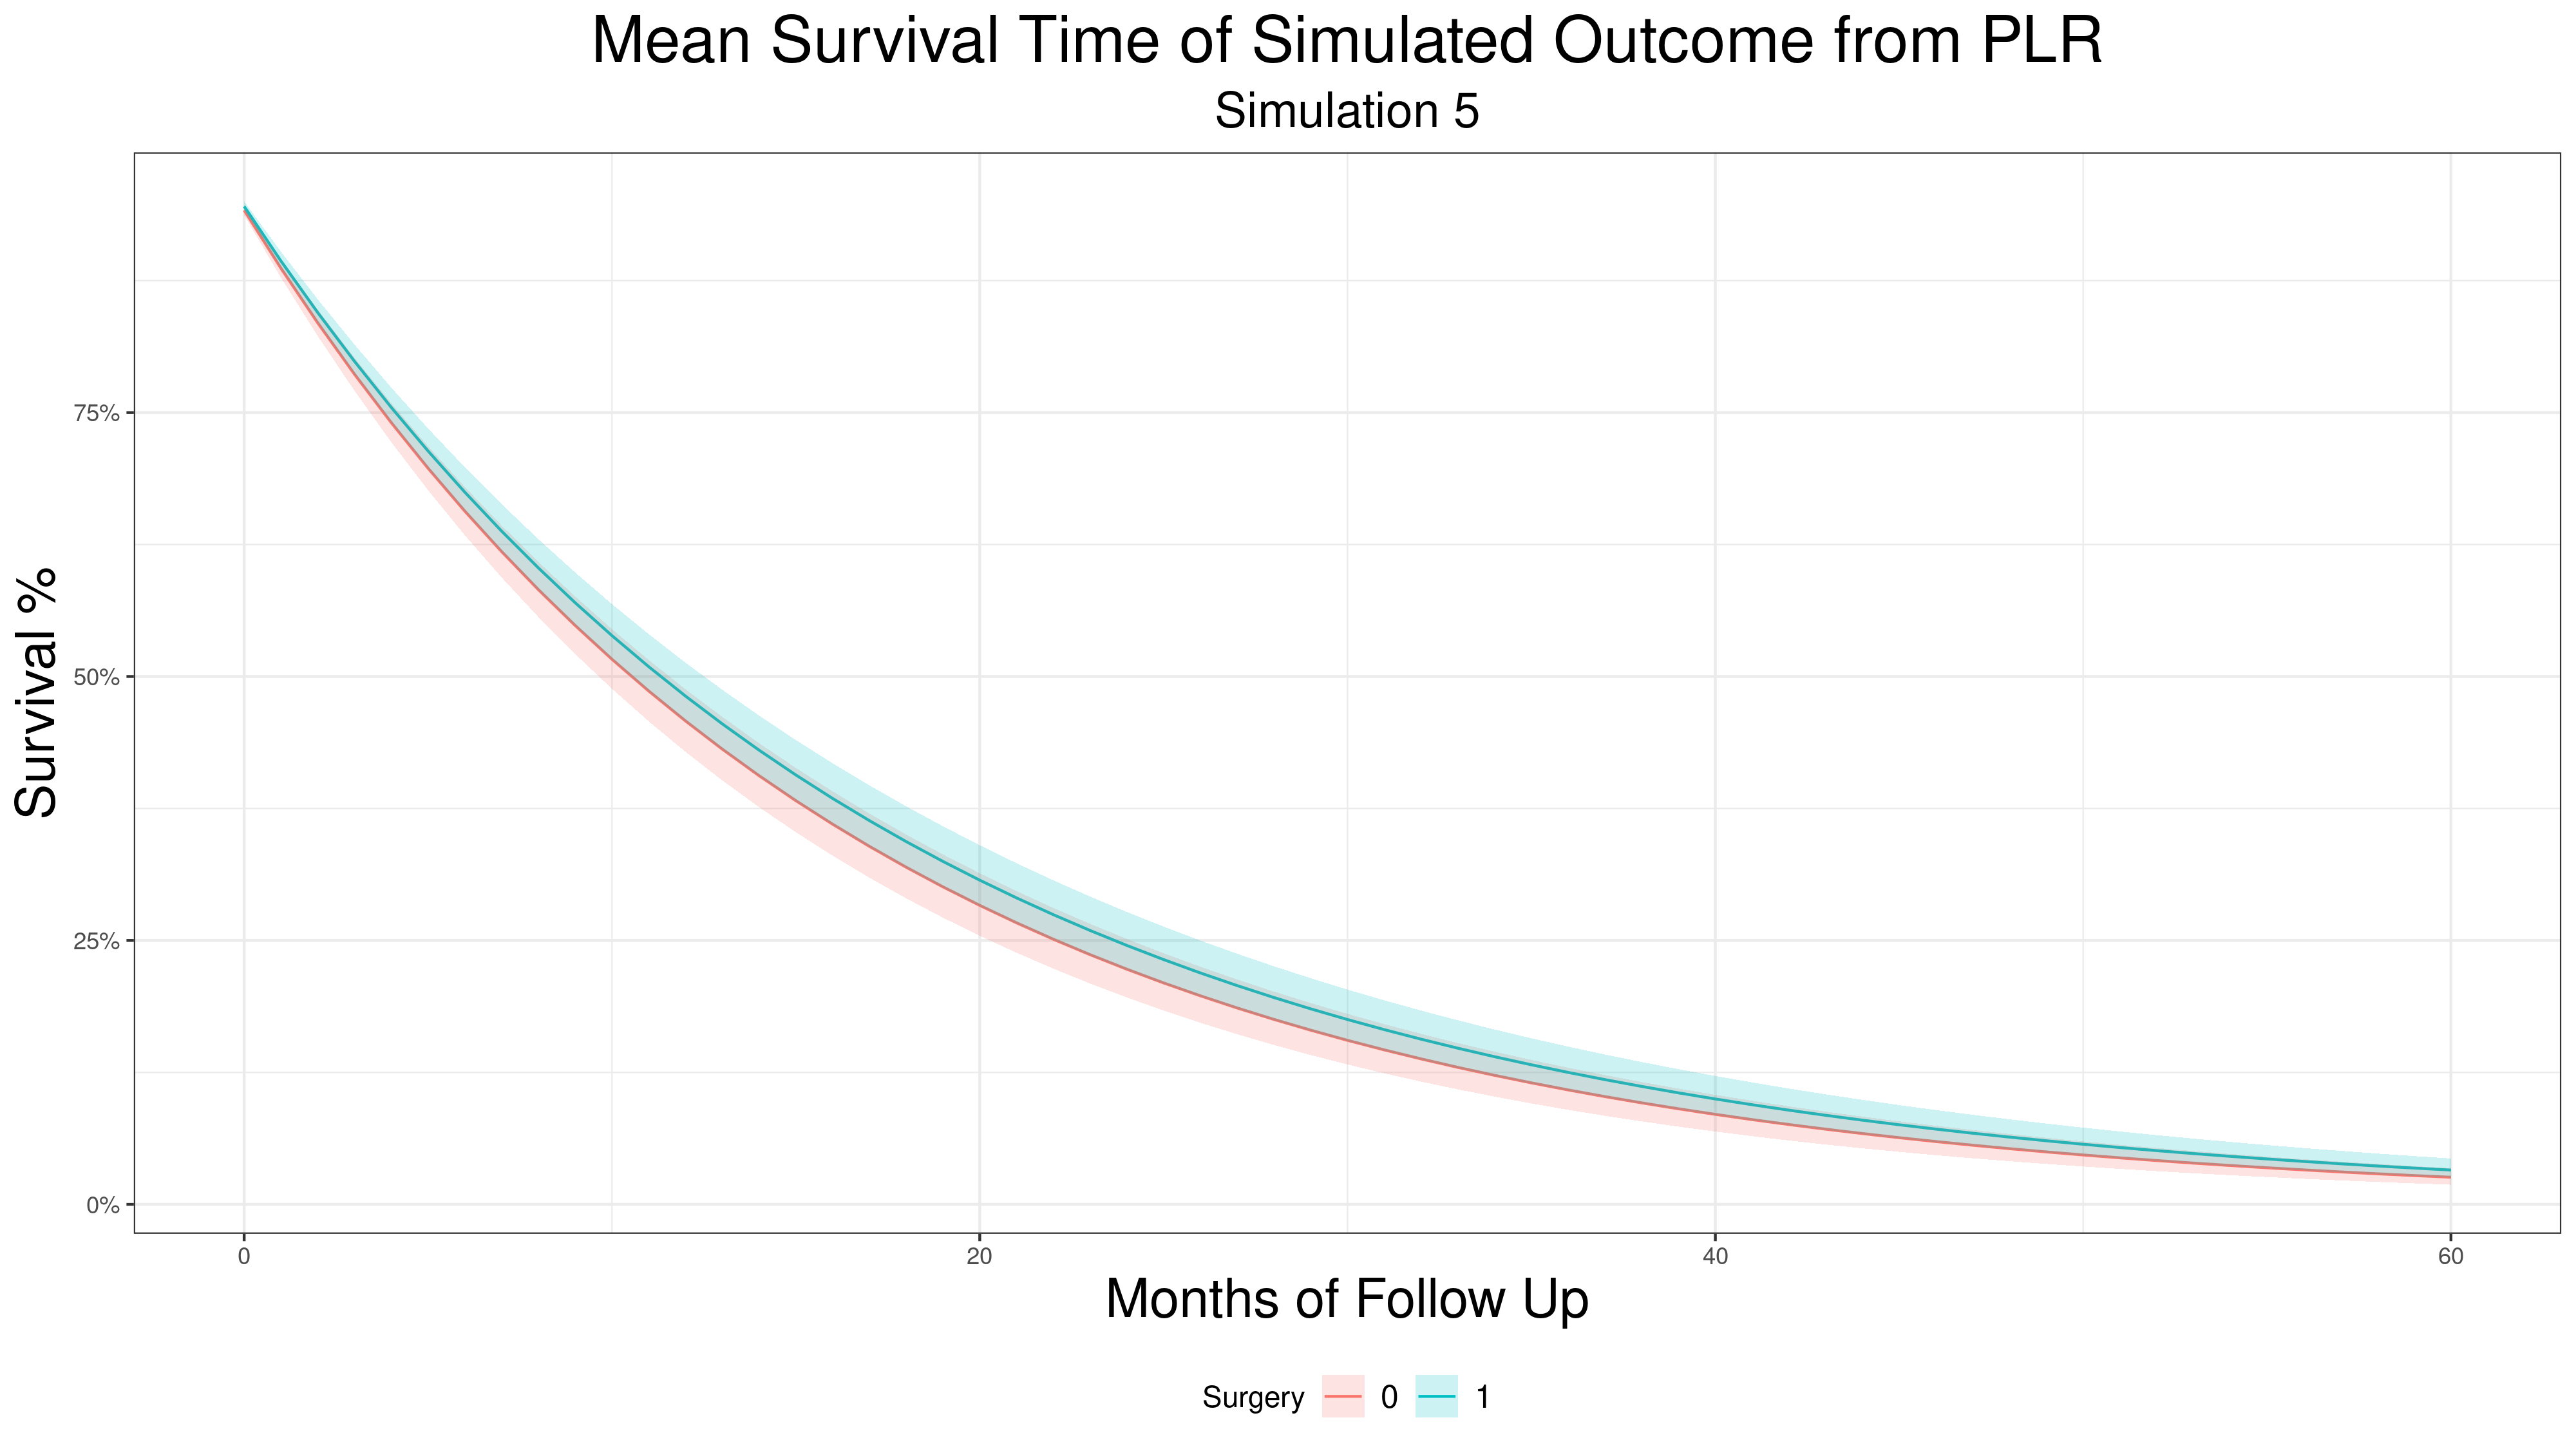 Mean Survival Time of Simulated Outcome from PLR
Simulation 5
Survival %
75%
50%
25%
0%
0 20 40 60
Months of Follow Up
Surgery 0 1